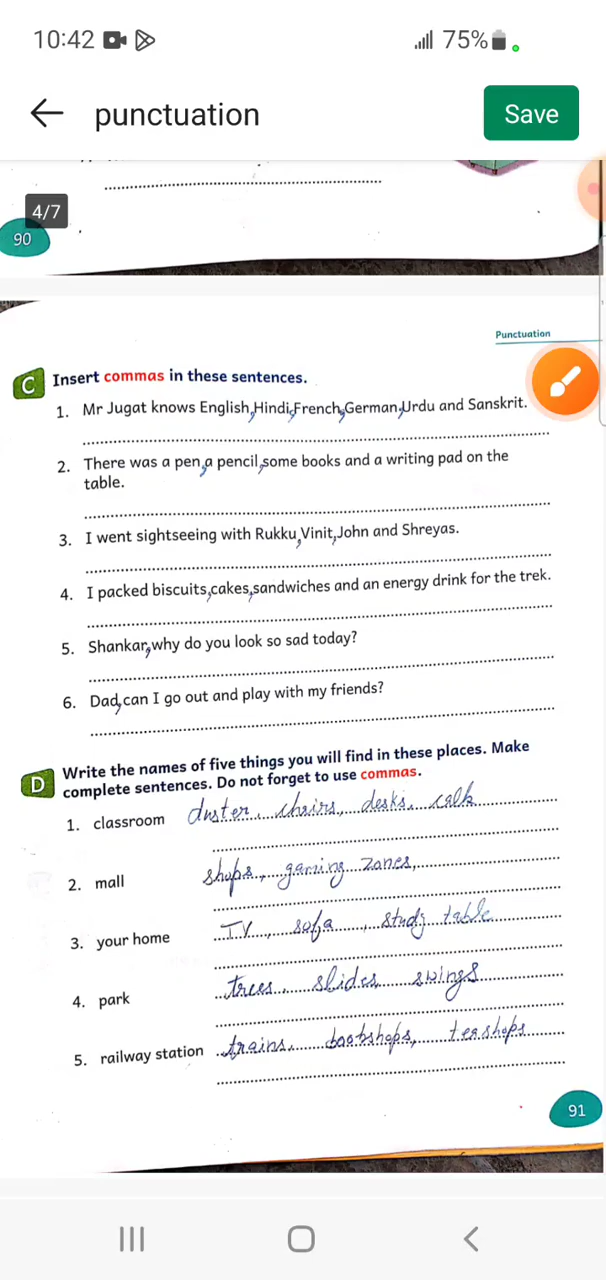 10:42
75%
punctuation
Save
4/7
90
Punctuation
C Insert commas in these sentences.
1. Mr Jugat knows English,Hindi,French,German,Urdu and Sanskrit.
2. There was a pen,a pencil,some books and a writing pad on the
table.
3. I went sightseeing with Rukku,Vinit,John and Shreyas.
4. I packed biscuits,cakes,sandwiches and an energy drink for the trek.
5. Shankar,why do you look so sad today?
6. Dad,can I go out and play with my friends?
D Write the names of five things you will find in these places. Make
complete sentences. Do not forget to use commas.
1. classroom duster, chairs, desks, calk
2. mall shops, gaming zones,
3. your home TV, sofa, study table
4. park trees, slides swings
5. railway station trains, bookshops, teashops
91